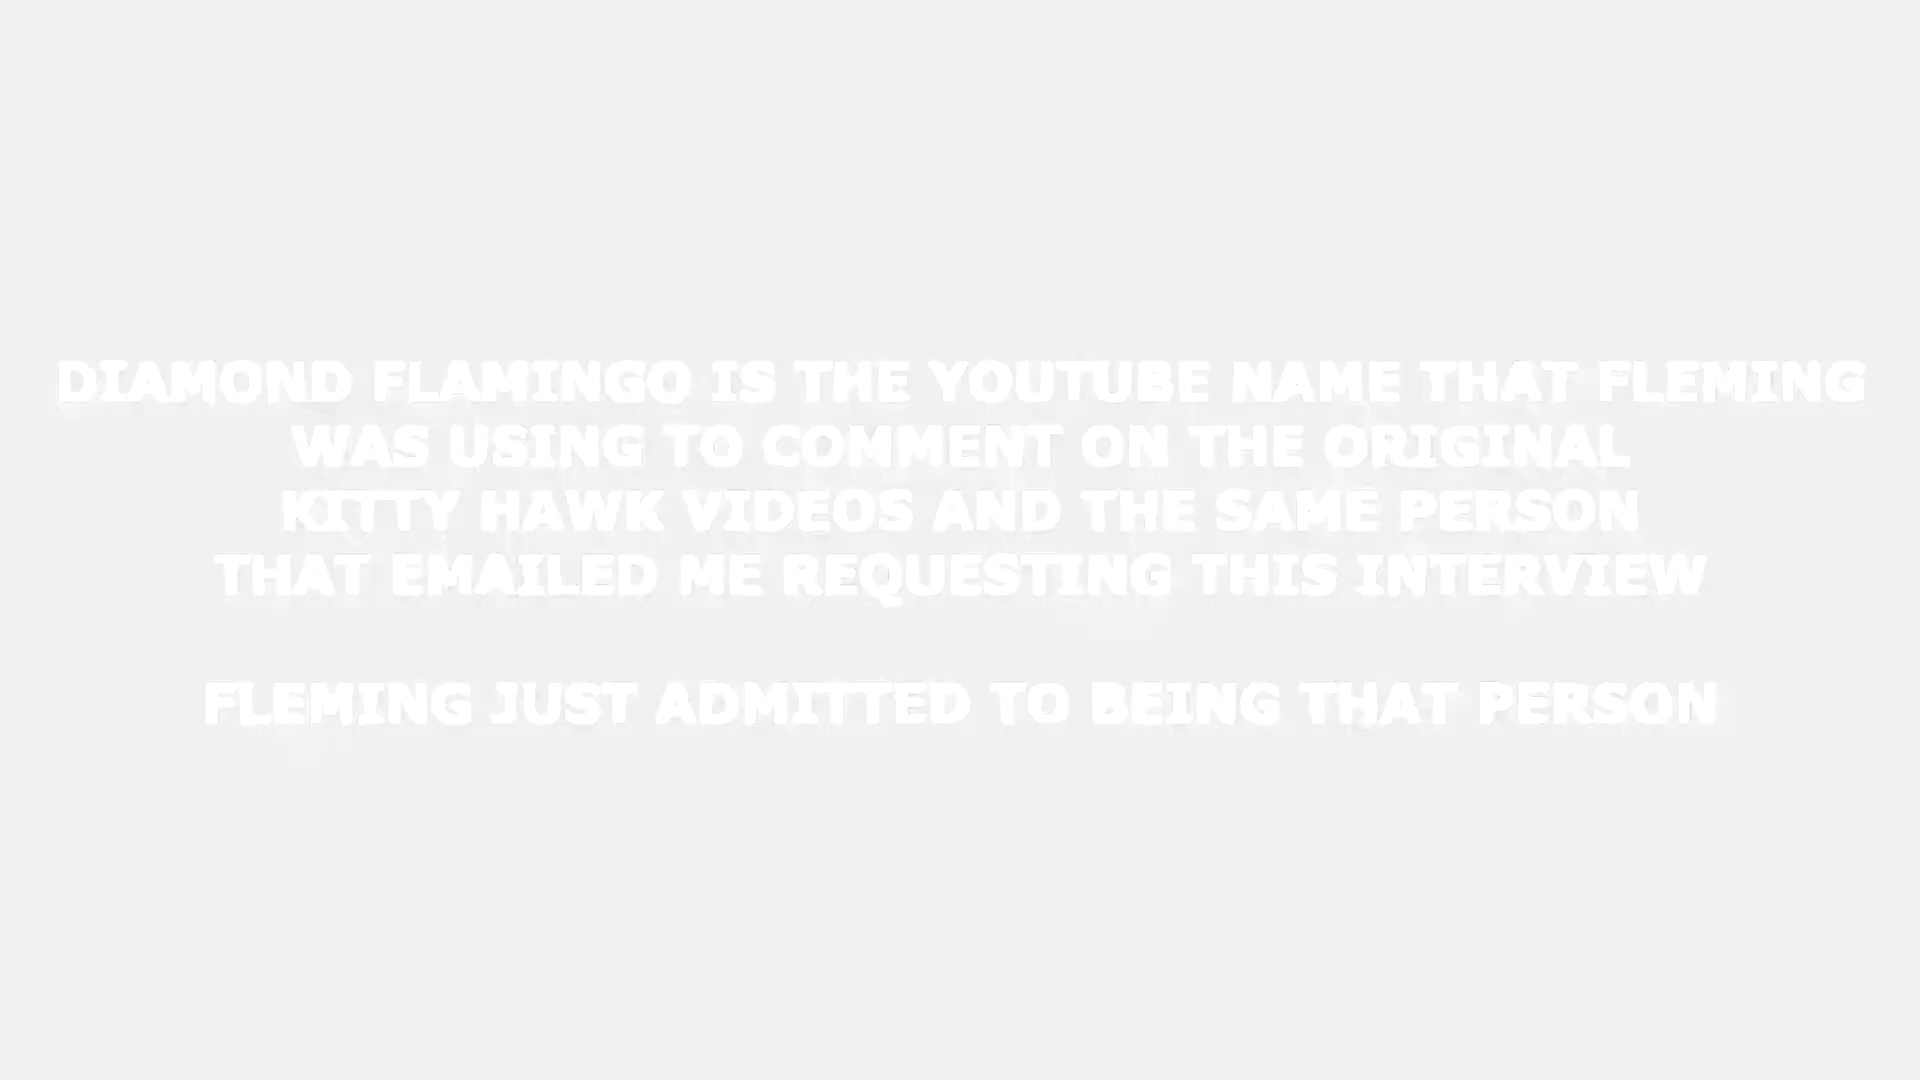 DIAMOND FLAMINGO IS THE YOUTUBE NAME THAT FLEMING
WAS USING TO COMMENT ON THE ORIGINAL
KITTY HAWK VIDEOS AND THE SAME PERSON
THAT EMAILED ME REQUESTING THIS INTERVIEW
FLEMING JUST ADMITTED TO BEING THAT PERSON